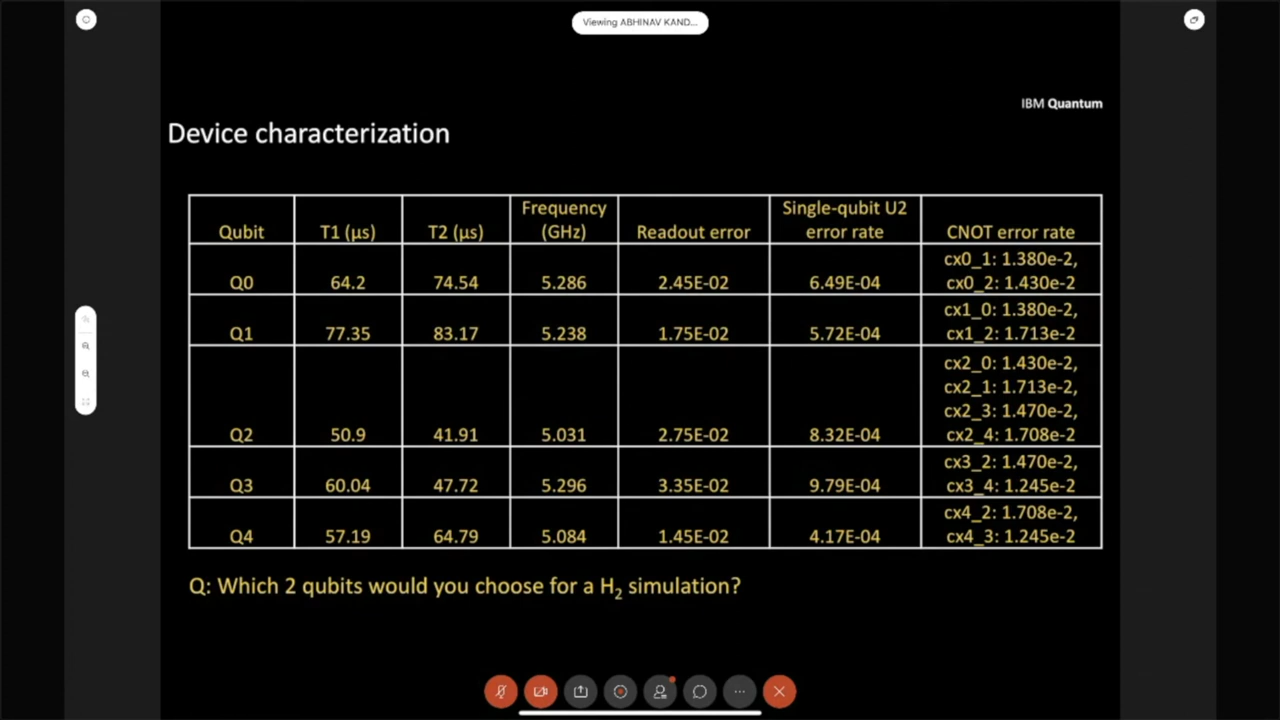 Viewing ABHINAV KAND...
IBM Quantum
Device characterization
Qubit T1 (µs) T2 (µs) Frequency (GHz) Readout error Single-qubit U2 error rate CNOT error rate
Q0 64.2 74.54 5.286 2.45E-02 6.49E-04 cx0_1: 1.380e-2,
cx0_2: 1.430e-2
Q1 77.35 83.17 5.238 1.75E-02 5.72E-04 cx1_0: 1.380e-2,
cx1_2: 1.713e-2
Q2 50.9 41.91 5.031 2.75E-02 8.32E-04 cx2_0: 1.430e-2,
cx2_1: 1.713e-2,
cx2_3: 1.470e-2,
cx2_4: 1.708e-2
Q3 60.04 47.72 5.296 3.35E-02 9.79E-04 cx3_2: 1.470e-2,
cx3_4: 1.245e-2
Q4 57.19 64.79 5.084 1.45E-02 4.17E-04 cx4_2: 1.708e-2,
cx4_3: 1.245e-2
Q: Which 2 qubits would you choose for a H₂ simulation?